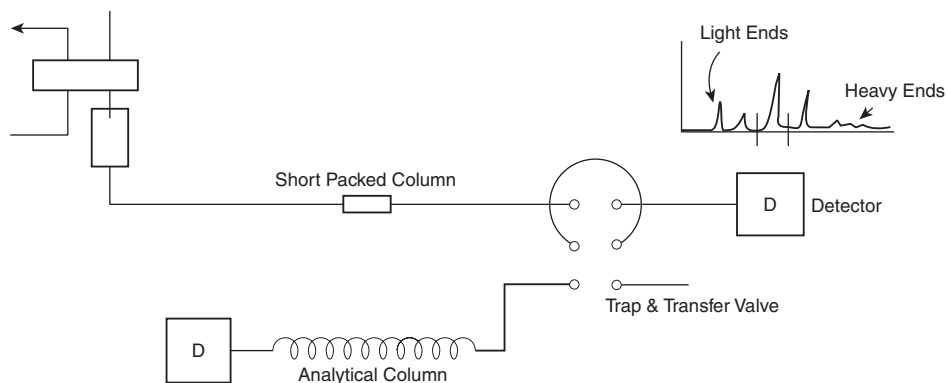 Light Ends
Heavy Ends
Short Packed Column
D
Detector
Trap & Transfer Valve
D
Analytical Column